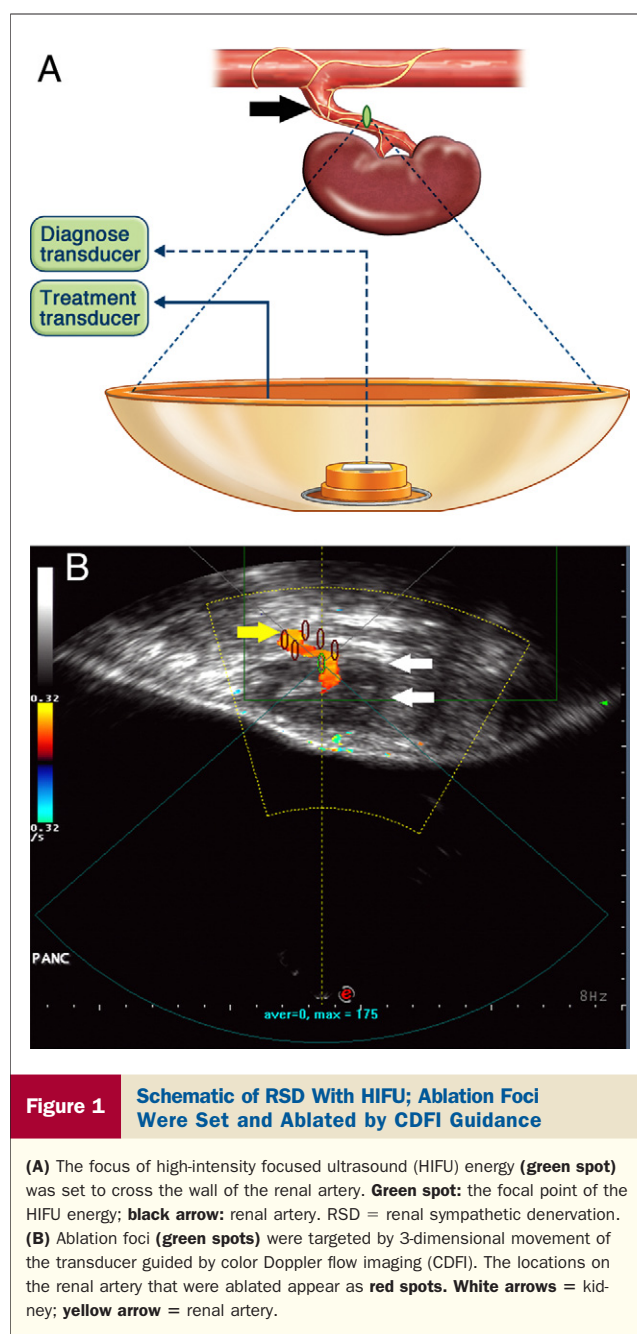 A
Diagnose
transducer
Treatment
transducer
B
0.32
0.32
/s
PANC
8Hz
aver=0, max = 175
Figure 1
Schematic of RSD With HIFU; Ablation Foci
Were Set and Ablated by CDFI Guidance
(A) The focus of high-intensity focused ultrasound (HIFU) energy (green spot)
was set to cross the wall of the renal artery. Green spot: the focal point of the
HIFU energy; black arrow: renal artery. RSD = renal sympathetic denervation.
(B) Ablation foci (green spots) were targeted by 3-dimensional movement of
the transducer guided by color Doppler flow imaging (CDFI). The locations on
the renal artery that were ablated appear as red spots. White arrows = kid-
ney; yellow arrow = renal artery.